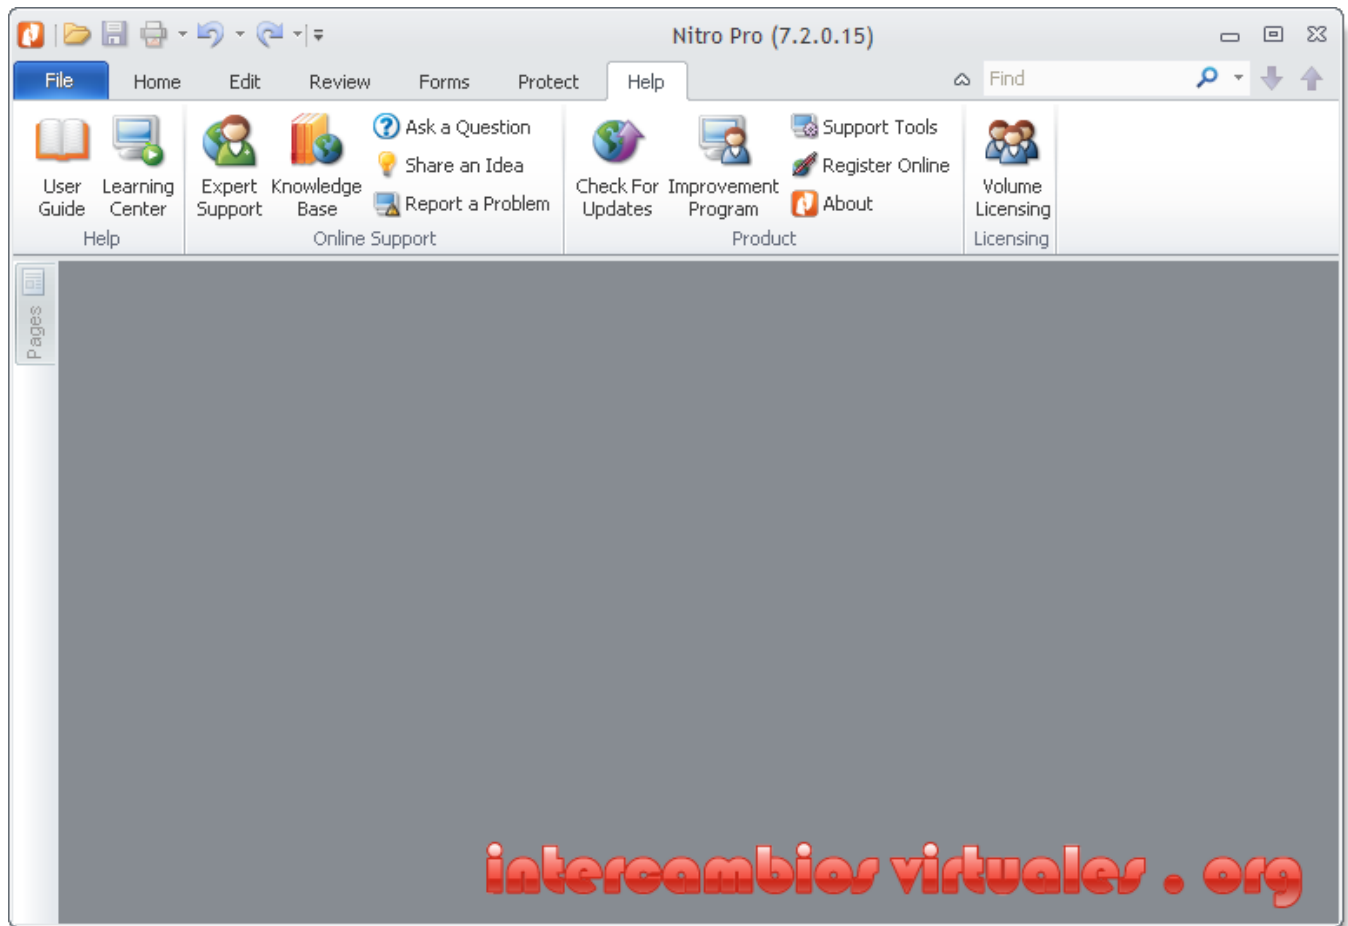 Nitro Pro (7.2.0.15)
File Home Edit Review Forms Protect Help Find
User Guide
Learning Center
Expert Support
Knowledge Base
Ask a Question
Share an Idea
Report a Problem
Check For Updates
Improvement Program
Support Tools
Register Online
About
Volume Licensing
Help
Online Support
Product
Licensing
Pages
intercambios virtuales . org